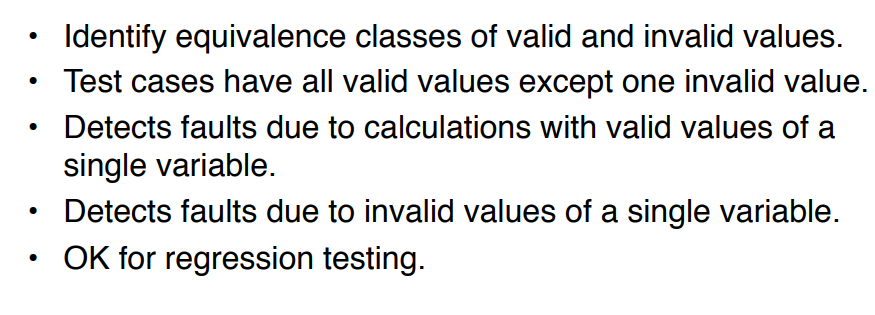 • Identify equivalence classes of valid and invalid values.
• Test cases have all valid values except one invalid value.
• Detects faults due to calculations with valid values of a
single variable.
• Detects faults due to invalid values of a single variable.
• OK for regression testing.